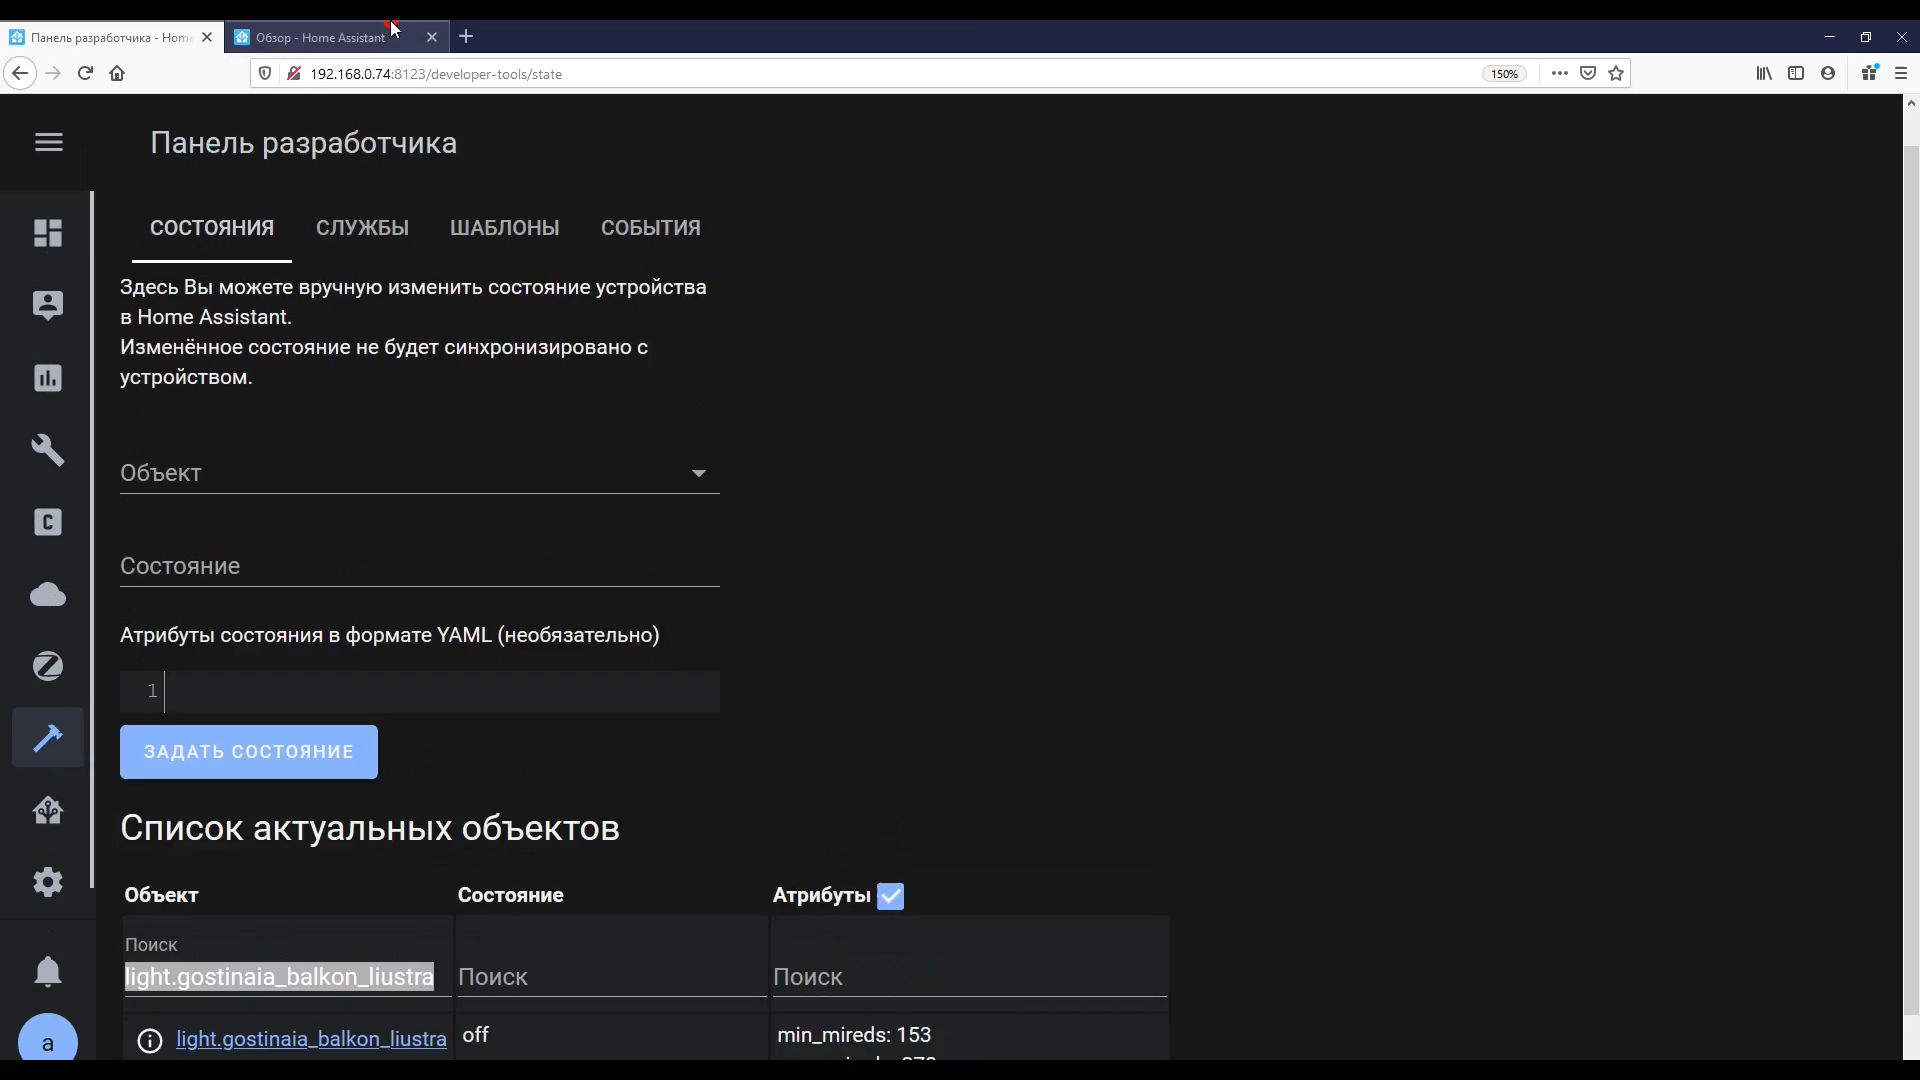 Панель разработчика - Home
Обзор - Home Assistant
192.168.0.74:8123/developer-tools/state
150%
Панель разработчика
СОСТОЯНИЯ
СЛУЖБЫ
ШАБЛОНЫ
СОБЫТИЯ
Здесь Вы можете вручную изменить состояние устройства
в Home Assistant.
Изменённое состояние не будет синхронизировано с
устройством.
Объект
Состояние
Атрибуты состояния в формате YAML (необязательно)
1
ЗАДАТЬ СОСТОЯНИЕ
Список актуальных объектов
Объект
Состояние
Атрибуты
Поиск
light.gostinaia_balkon_liustra
Поиск
Поиск
light.gostinaia_balkon_liustra
off
min_mireds: 153
C
a